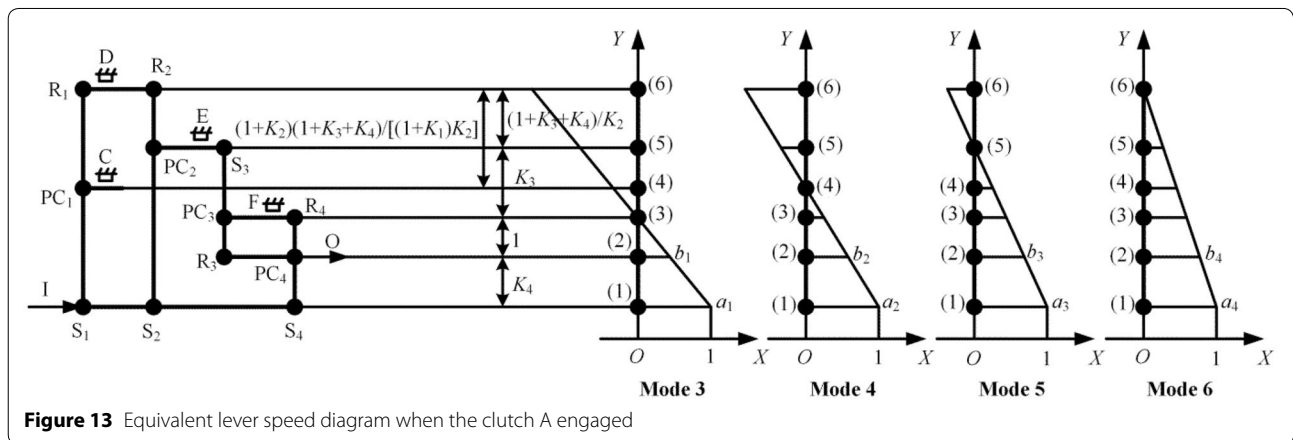 Y Y Y Y
D
R₁ R₂ (6) (6) (6) (6)
E (1+K₂)(1+K₃+K₄)/[(1+K₁)K₂] (1+K₃+K₄)/K₂
PC₂ S₃ (5) (5) (5) (5)
C K₃
PC₁ (4) (4) (4) (4)
PC₃ F R₄ (3) (3) (3) (3)
1
R₃ PC₄ O (2) b₁ (2) b₂ (2) b₃ (2) b₄
K₄
I (1) a₁ (1) a₂ (1) a₃ (1) a₄
S₁ S₂ S₄
O 1 X O 1 X O 1 X O 1 X
Mode 3 Mode 4 Mode 5 Mode 6
Figure 13 Equivalent lever speed diagram when the clutch A engaged